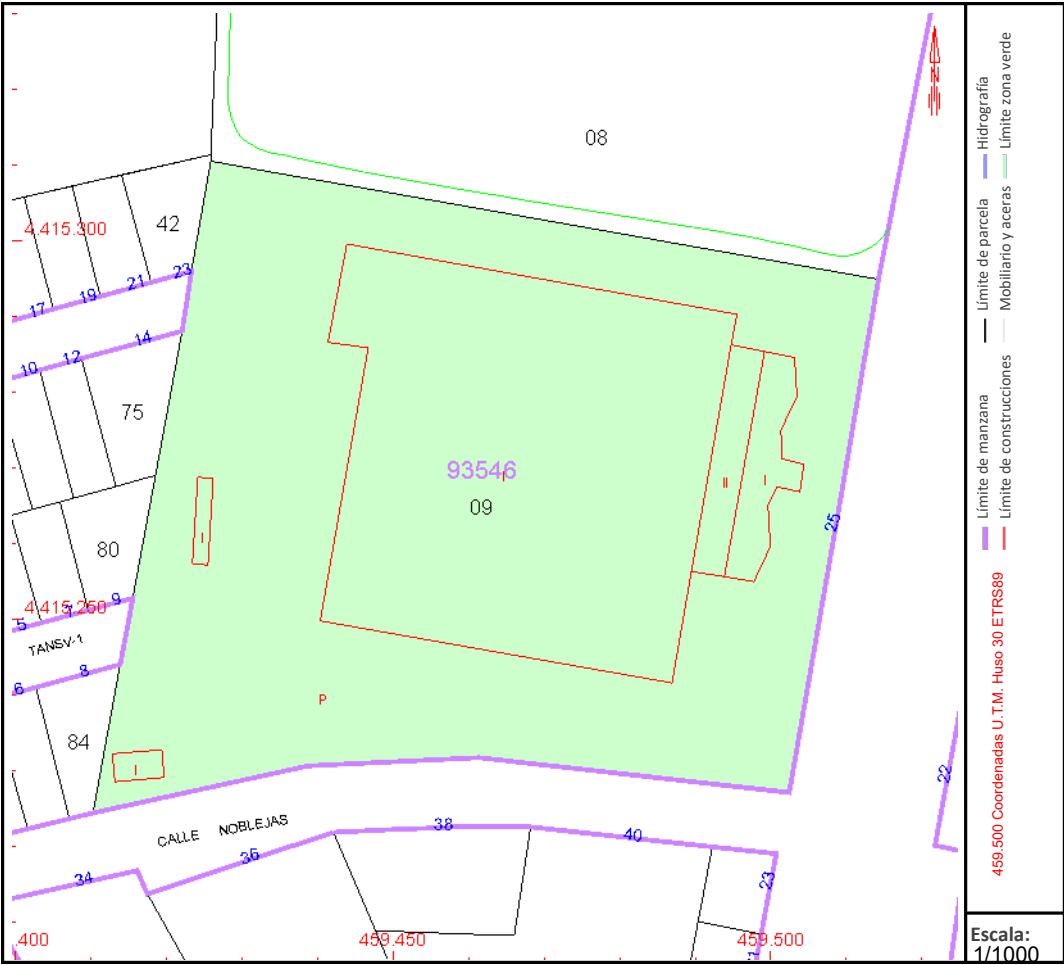 08
N
42
4.415.300
23
21
19
17
14
12
10
75
93546
I
09
II
I
25
I
80
9
7
4.415.250
5
TANSV-1
8
6
P
84
I
22
CALLE NOBLEJAS
38
40
36
34
23
.400
459.450
459.500
Hidrografía
Límite zona verde
Límite de parcela
Mobiliario y aceras
Límite de manzana
Límite de construcciones
459.500 Coordenadas U.T.M. Huso 30 ETRS89
Escala:
1/1000